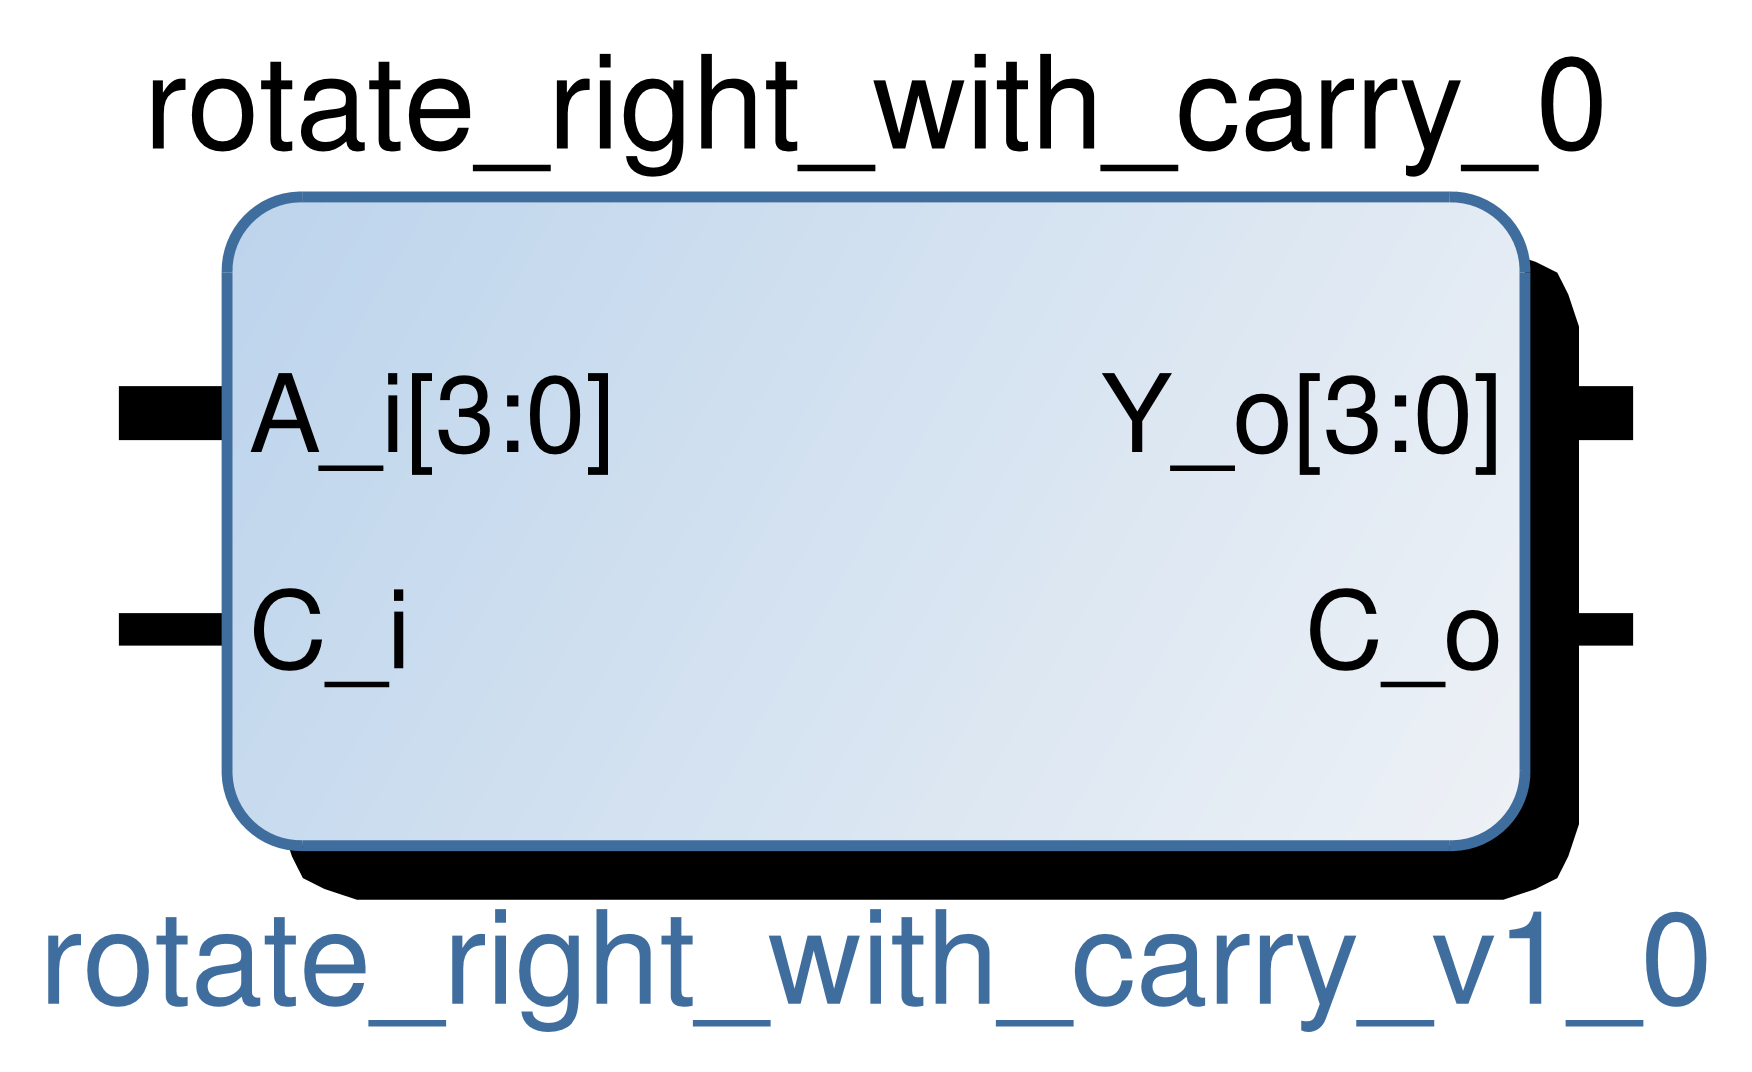 rotate_right_with_carry_0
A_i[3:0] Y_o[3:0]
C_i C_o
rotate_right_with_carry_v1_0